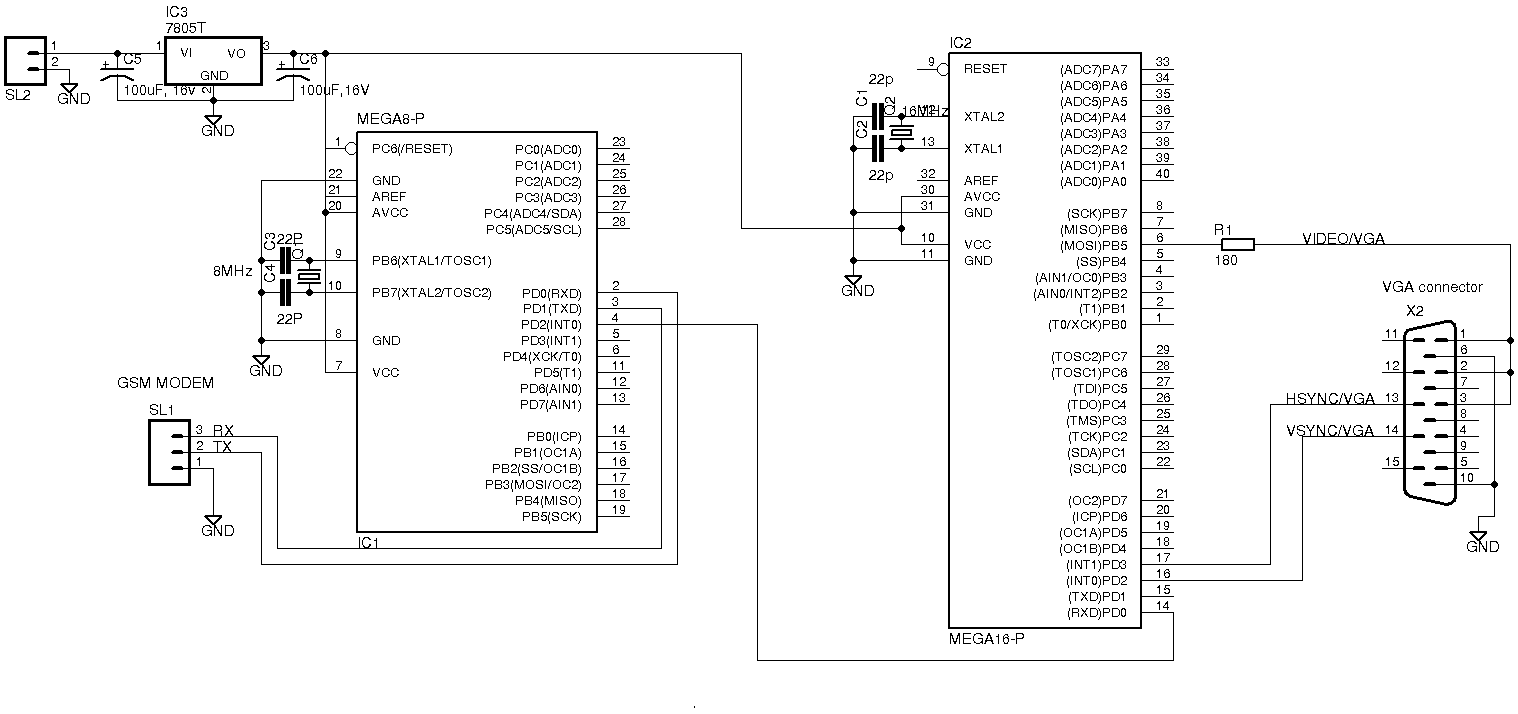 IC3
7805T
1
VI
VO
3
GND
2
1
2
SL2
GND
+
C5
100uF,16V
+
C6
100uF,16V
GND
MEGA8-P
1
PC6(/RESET)
22
GND
21
AREF
20
AVCC
9
PB6(XTAL1/TOSC1)
10
PB7(XTAL2/TOSC2)
8
GND
7
VCC
PC0(ADC0)
23
PC1(ADC1)
24
PC2(ADC2)
25
PC3(ADC3)
26
PC4(ADC4/SDA)
27
PC5(ADC5/SCL)
28
PD0(RXD)
2
PD1(TXD)
3
PD2(INT0)
4
PD3(INT1)
5
PD4(XCK/T0)
6
PD5(T1)
11
PD6(AIN0)
12
PD7(AIN1)
13
PB0(ICP)
14
PB1(OC1A)
15
PB2(SS/OC1B)
16
PB3(MOSI/OC2)
17
PB4(MISO)
18
PB5(SCK)
19
IC1
C3
22P
Q1
8MHz
C4
22P
GND
GSM MODEM
SL1
3
RX
2
TX
1
GND
IC2
9
RESET
22p
C1
Q2
16MHz
12
XTAL2
C2
13
XTAL1
22p
32
AREF
30
AVCC
31
GND
10
VCC
11
GND
GND
(ADC7)PA7
33
(ADC6)PA6
34
(ADC5)PA5
35
(ADC4)PA4
36
(ADC3)PA3
37
(ADC2)PA2
38
(ADC1)PA1
39
(ADC0)PA0
40
(SCK)PB7
8
(MISO)PB6
7
(MOSI)PB5
6
(SS)PB4
5
(AIN1/OC0)PB3
4
(AIN0/INT2)PB2
3
(T1)PB1
2
(T0/XCK)PB0
1
(TOSC2)PC7
29
(TOSC1)PC6
28
(TDI)PC5
27
(TDO)PC4
26
(TMS)PC3
25
(TCK)PC2
24
(SDA)PC1
23
(SCL)PC0
22
(OC2)PD7
21
(ICP)PD6
20
(OC1A)PD5
19
(OC1B)PD4
18
(INT1)PD3
17
(INT0)PD2
16
(TXD)PD1
15
(RXD)PD0
14
MEGA16-P
R1
180
VIDEO/VGA
VGA connector
X2
11
1
6
12
2
7
HSYNC/VGA
13
3
8
VSYNC/VGA
14
4
9
15
5
10
GND